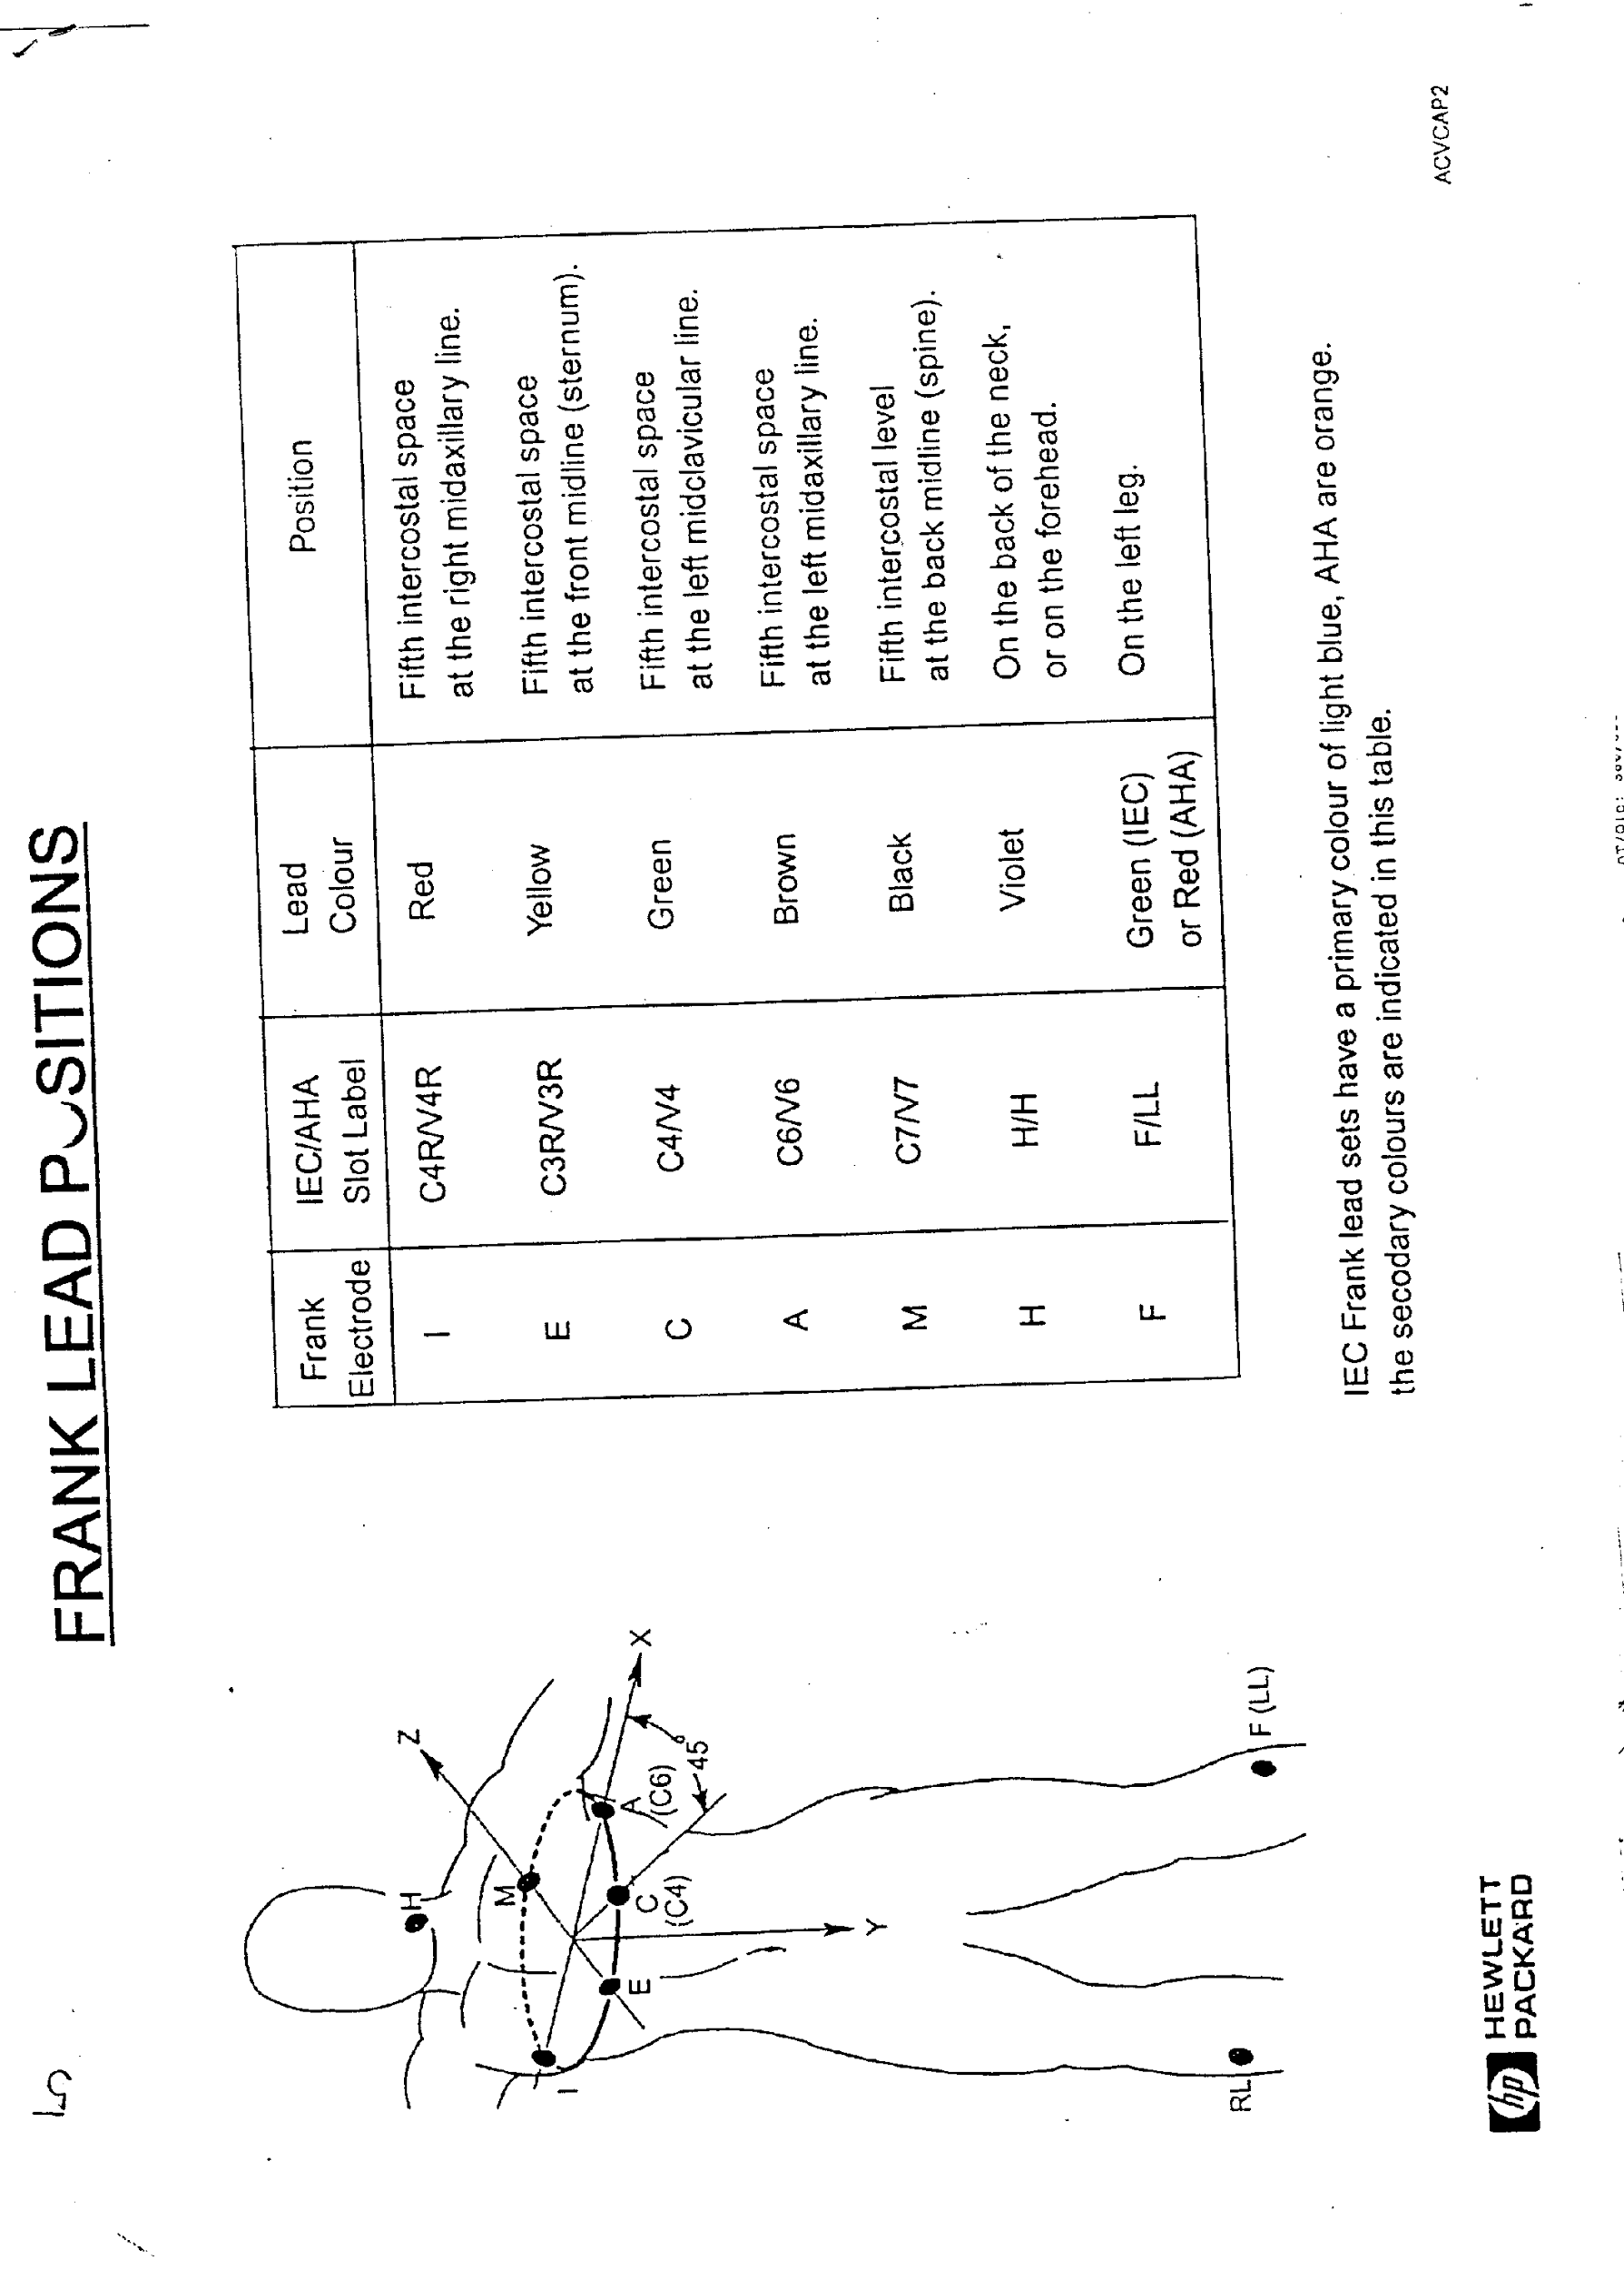 5
FRANK LEAD POSITIONS
Frank
Electrode
IEC/AHA
Slot Label
Lead
Colour
Position
I
C4R/V4R
Red
Fifth intercostal space
at the right midaxillary line.
E
C3R/V3R
Yellow
Fifth intercostal space
at the front midline (sternum).
C
C4/V4
Green
Fifth intercostal space
at the left midclavicular line.
A
C6/V6
Brown
Fifth intercostal space
at the left midaxillary line.
M
C7/V7
Black
Fifth intercostal level
at the back midline (spine).
H
H/H
Violet
On the back of the neck,
or on the forehead.
F
F/LL
Green (IEC)
or Red (AHA)
On the left leg.
IEC Frank lead sets have a primary colour of light blue, AHA are orange.
the secodary colours are indicated in this table.
H
Z
M
I
E
C
(C4)
A
(C6)
45°
X
Y
RL
F (LL)
hp
HEWLETT
PACKARD
ACVCAP2